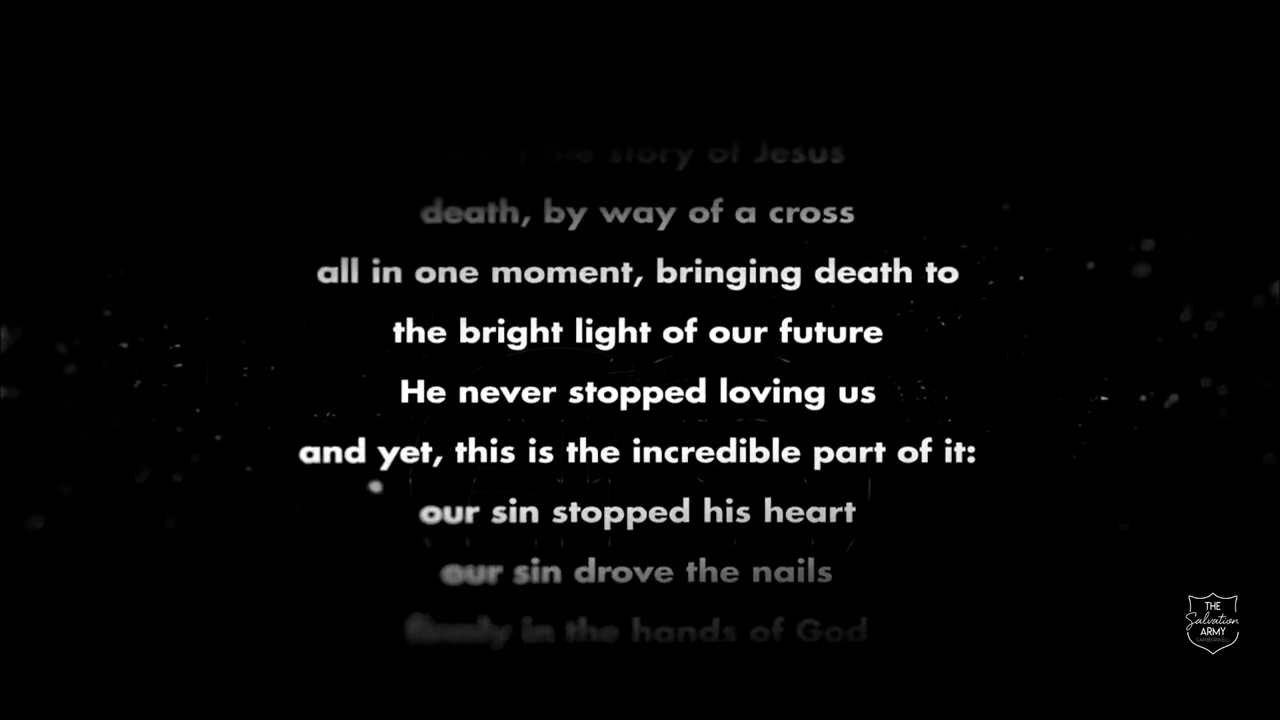 the story of Jesus
death, by way of a cross
all in one moment, bringing death to
the bright light of our future
He never stopped loving us
and yet, this is the incredible part of it:
our sin stopped his heart
our sin drove the nails
firmly in the hands of God
THE
Salvation
ARMY
CAMBERWELL